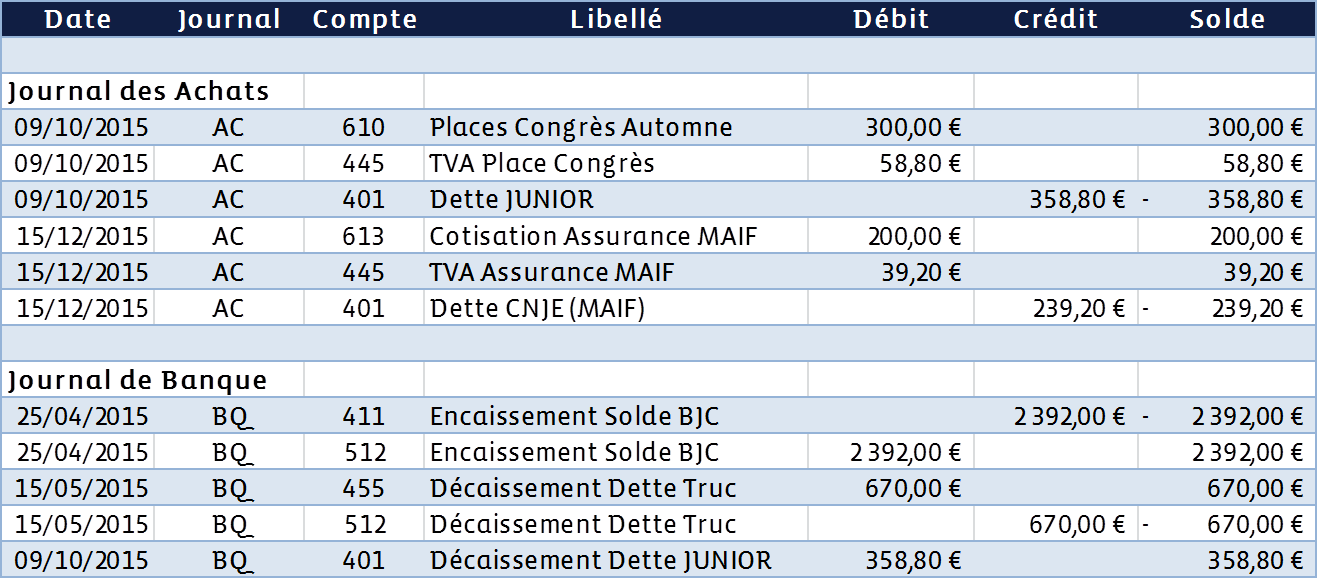 Date Journal Compte Libellé Débit Crédit Solde
Journal des Achats
09/10/2015 AC 610 Places Congrès Automne 300,00 € 300,00 €
09/10/2015 AC 445 TVA Place Congrès 58,80 € 58,80 €
09/10/2015 AC 401 Dette JUNIOR 358,80 € - 358,80 €
15/12/2015 AC 613 Cotisation Assurance MAIF 200,00 € 200,00 €
15/12/2015 AC 445 TVA Assurance MAIF 39,20 € 39,20 €
15/12/2015 AC 401 Dette CNJE (MAIF) 239,20 € - 239,20 €
Journal de Banque
25/04/2015 BQ 411 Encaissement Solde BJC 2 392,00 € - 2 392,00 €
25/04/2015 BQ 512 Encaissement Solde BJC 2 392,00 € 2 392,00 €
15/05/2015 BQ 455 Décaissement Dette Truc 670,00 € 670,00 €
15/05/2015 BQ 512 Décaissement Dette Truc 670,00 € - 670,00 €
09/10/2015 BQ 401 Décaissement Dette JUNIOR 358,80 € 358,80 €